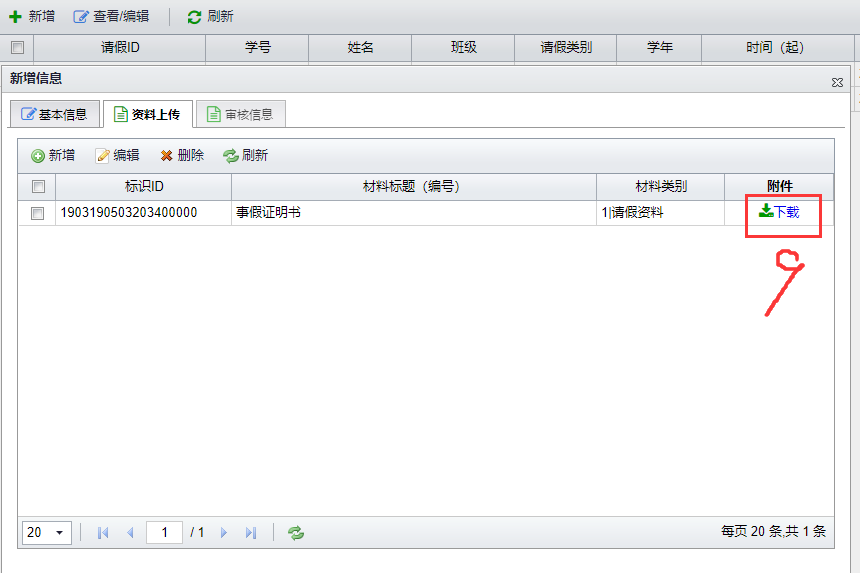 新增 查看/编辑 刷新
请假ID 学号 姓名 班级 请假类别 学年 时间（起）
新增信息
基本信息 资料上传 审核信息
新增 编辑 删除 刷新
标识ID 材料标题（编号） 材料类别 附件
1903190503203400000 事假证明书 1|请假资料 下载
9
20 1 / 1 每页 20 条,共 1 条